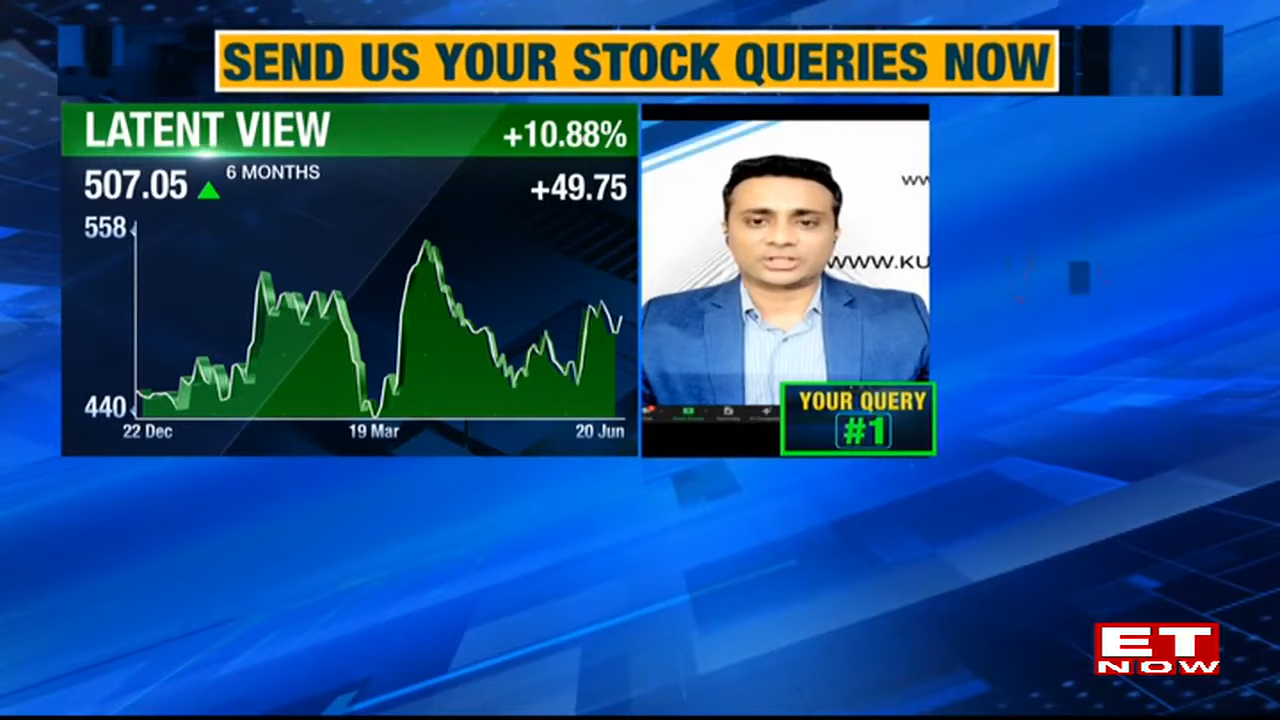 SEND US YOUR STOCK QUERIES NOW
LATENT VIEW
+10.88%
507.05
6 MONTHS
+49.75
558
440
22 Dec
19 Mar
20 Jun
WWW.KU
YOUR QUERY
#1
ET
NOW